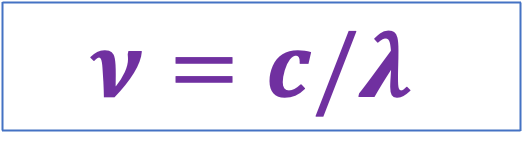 ν = c/λ